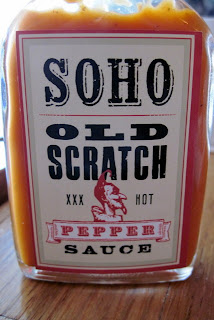 SOHO
OLD
SCRATCH
XXX HOT
PEPPER
SAUCE